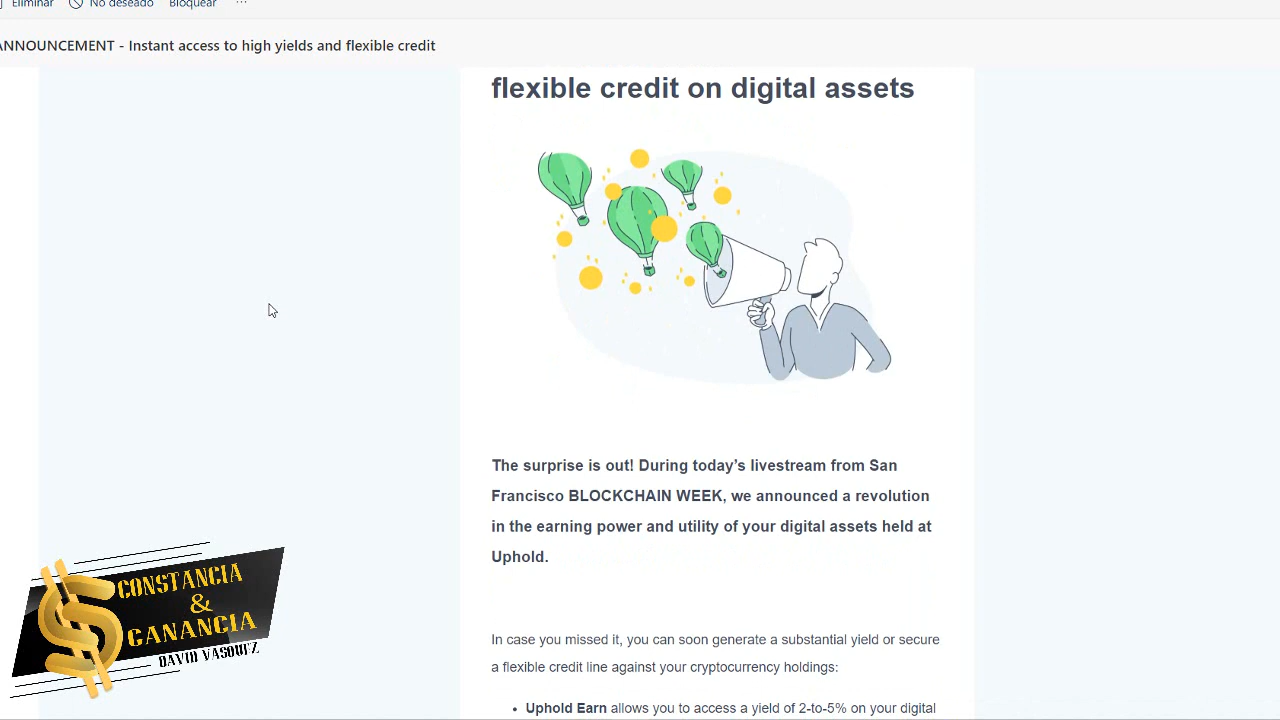 Eliminar No deseado Bloquear ...
ANNOUNCEMENT - Instant access to high yields and flexible credit
flexible credit on digital assets
The surprise is out! During today’s livestream from San
Francisco BLOCKCHAIN WEEK, we announced a revolution
in the earning power and utility of your digital assets held at
Uphold.
In case you missed it, you can soon generate a substantial yield or secure
a flexible credit line against your cryptocurrency holdings:
• Uphold Earn allows you to access a yield of 2-to-5% on your digital
CONSTANCIA
&
GANANCIA
DAVID VASQUEZ